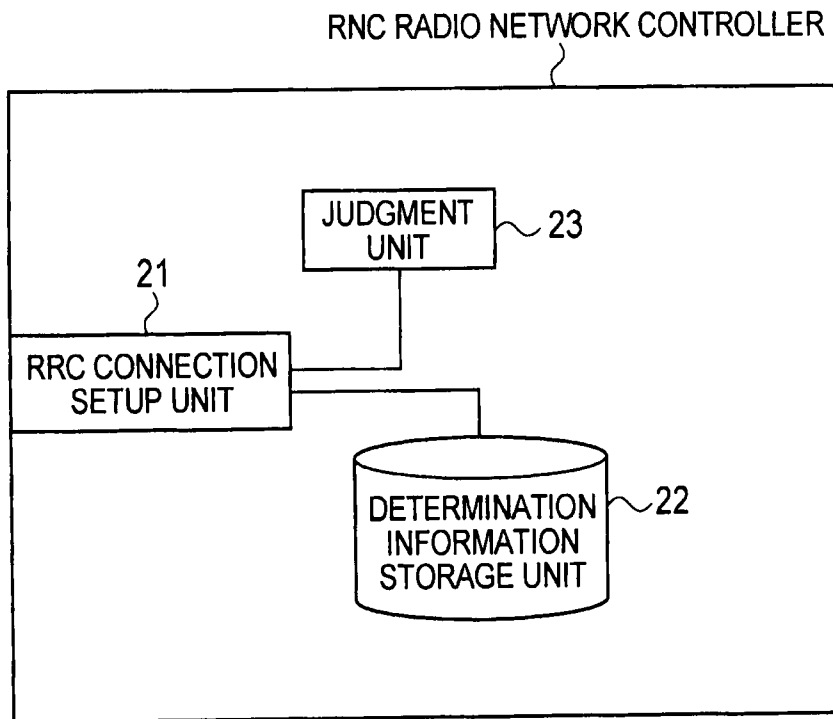 RNC RADIO NETWORK CONTROLLER
JUDGMENT
UNIT
23
21
RRC CONNECTION
SETUP UNIT
DETERMINATION
INFORMATION
STORAGE UNIT
22